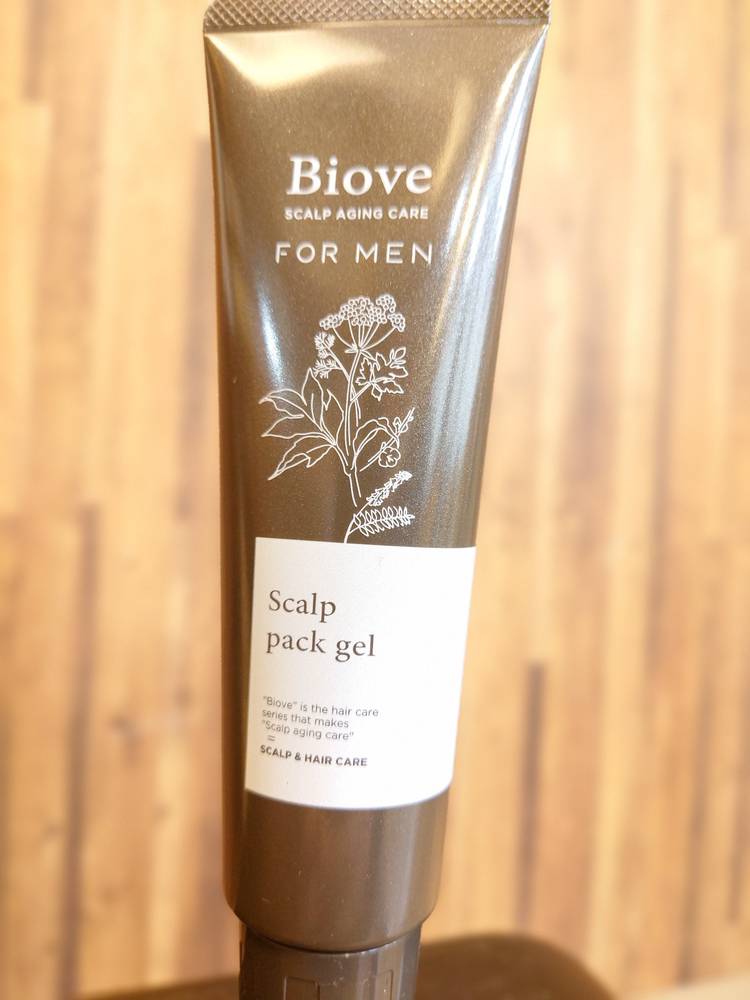 Biove
SCALP AGING CARE
FOR MEN
Scalp
pack gel
"Biove" is the hair care
series that makes
"Scalp aging care"
=
SCALP & HAIR CARE